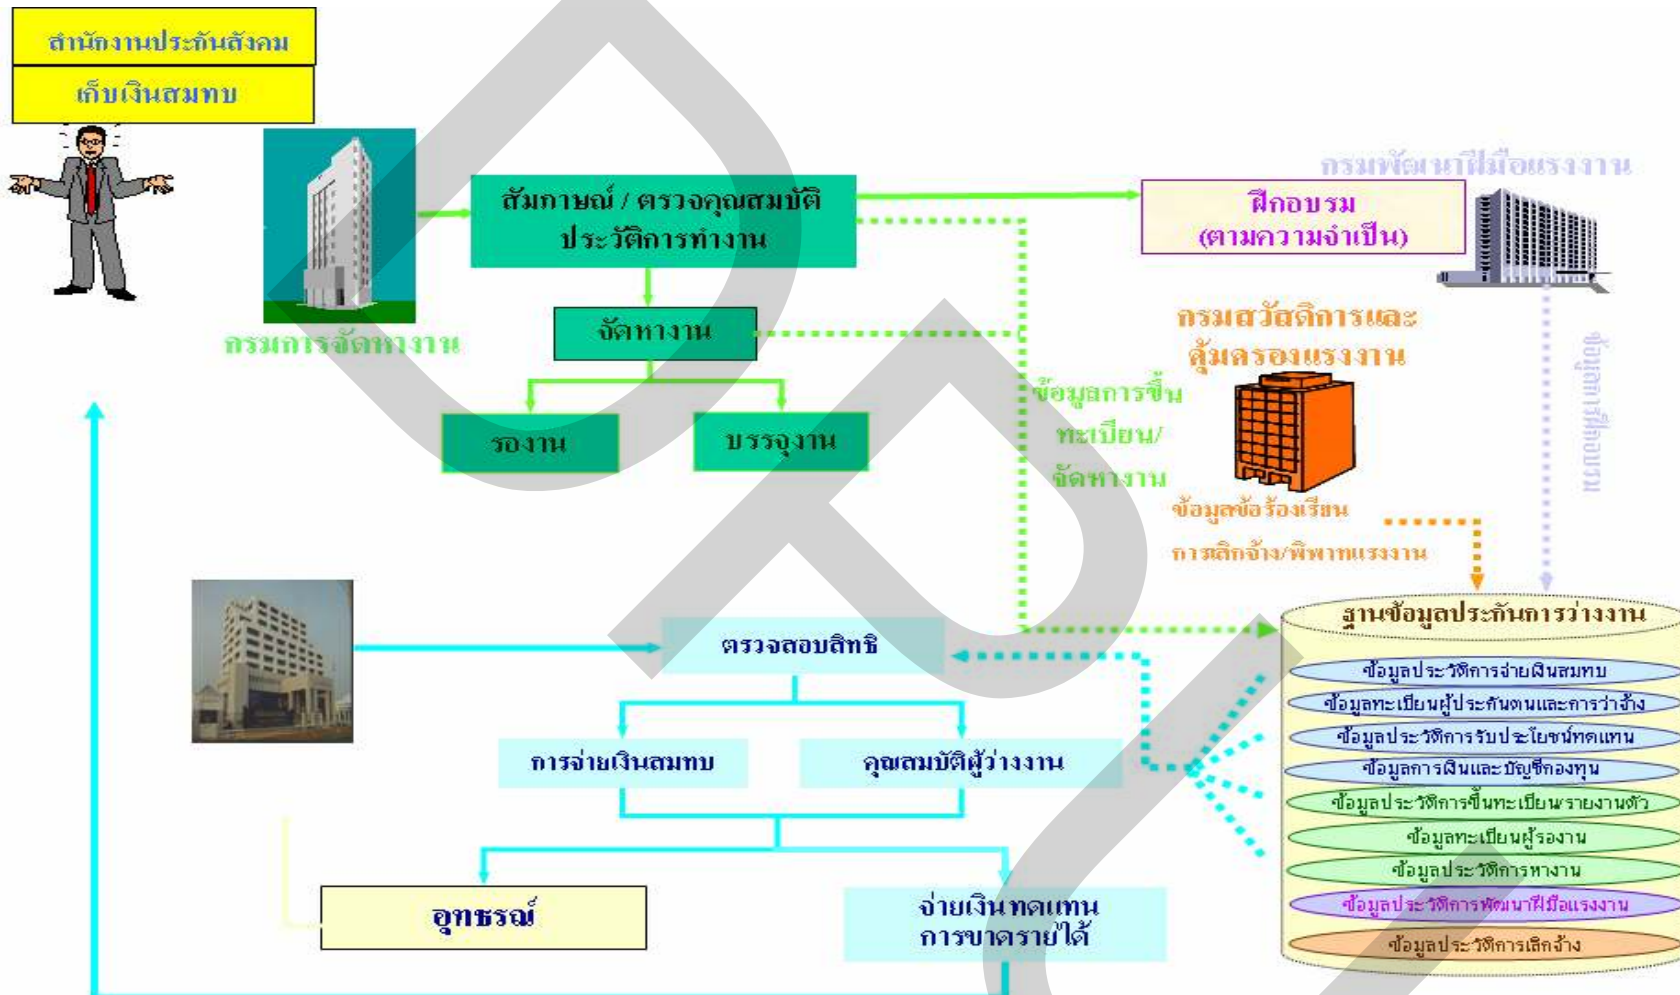 สำนักงานประกันสังคม
เก็บเงินสมทบ
กรมการจัดหางาน
สัมภาษณ์ / ตรวจคุณสมบัติ
ประวัติการทำงาน
จัดหางาน
รองาน
บรรจุงาน
กรมพัฒนาฝีมือแรงงาน
ฝึกอบรม
(ตามความจำเป็น)
ข้อมูลการฝึกอบรม
กรมสวัสดิการและ
คุ้มครองแรงงาน
ข้อมูลการขึ้น
ทะเบียน/
จัดหางาน
ข้อมูลข้อร้องเรียน
การเลิกจ้าง/พิพาทแรงงาน
ตรวจสอบสิทธิ
การจ่ายเงินสมทบ
คุณสมบัติผู้ว่างงาน
อุทธรณ์
จ่ายเงินทดแทน
การขาดรายได้
ฐานข้อมูลประกันการว่างงาน
ข้อมูลประวัติการจ่ายเงินสมทบ
ข้อมูลทะเบียนผู้ประกันตนและการว่าจ้าง
ข้อมูลประวัติการรับประโยชน์ทดแทน
ข้อมูลการเงินและบัญชีกองทุน
ข้อมูลประวัติการขึ้นทะเบียน/รายงานตัว
ข้อมูลทะเบียนผู้รองาน
ข้อมูลประวัติการหางาน
ข้อมูลประวัติการพัฒนาฝีมือแรงงาน
ข้อมูลประวัติการเลิกจ้าง